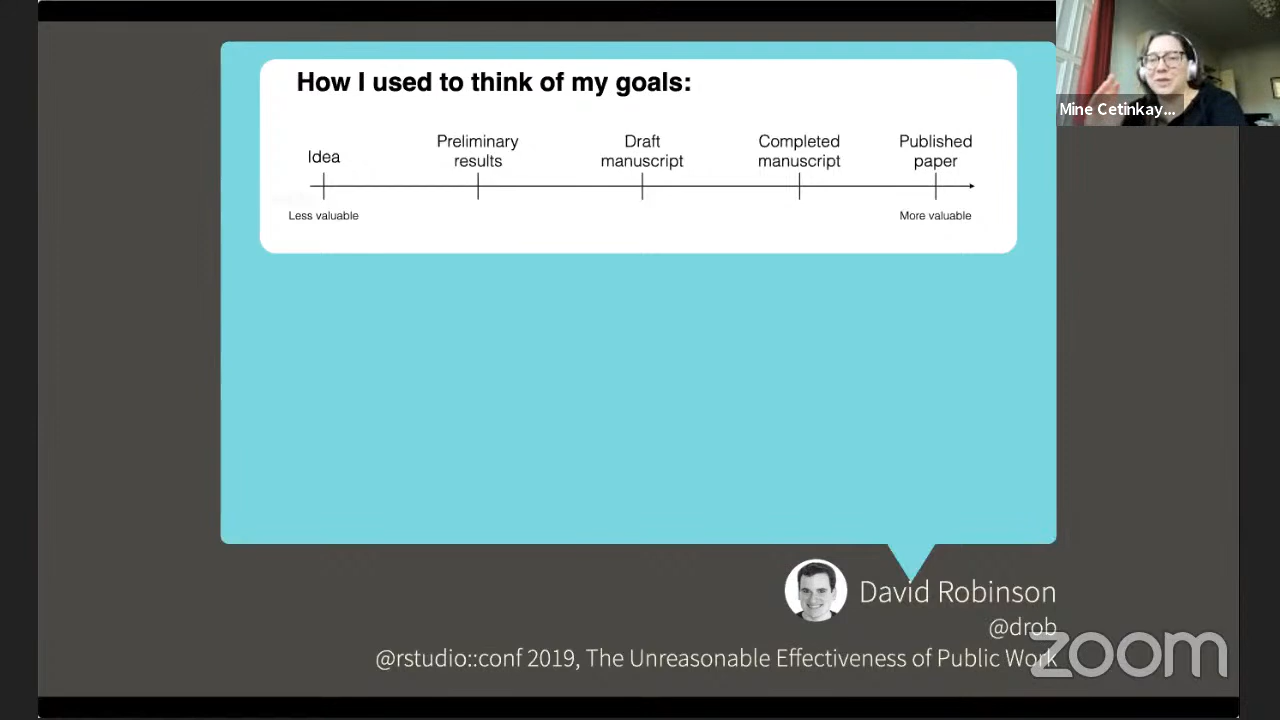 How I used to think of my goals:
Idea
Preliminary
results
Draft
manuscript
Completed
manuscript
Published
paper
Less valuable
More valuable
Mine Cetinkay...
David Robinson
@drob
@rstudio::conf 2019, The Unreasonable Effectiveness of Public Work
zoom